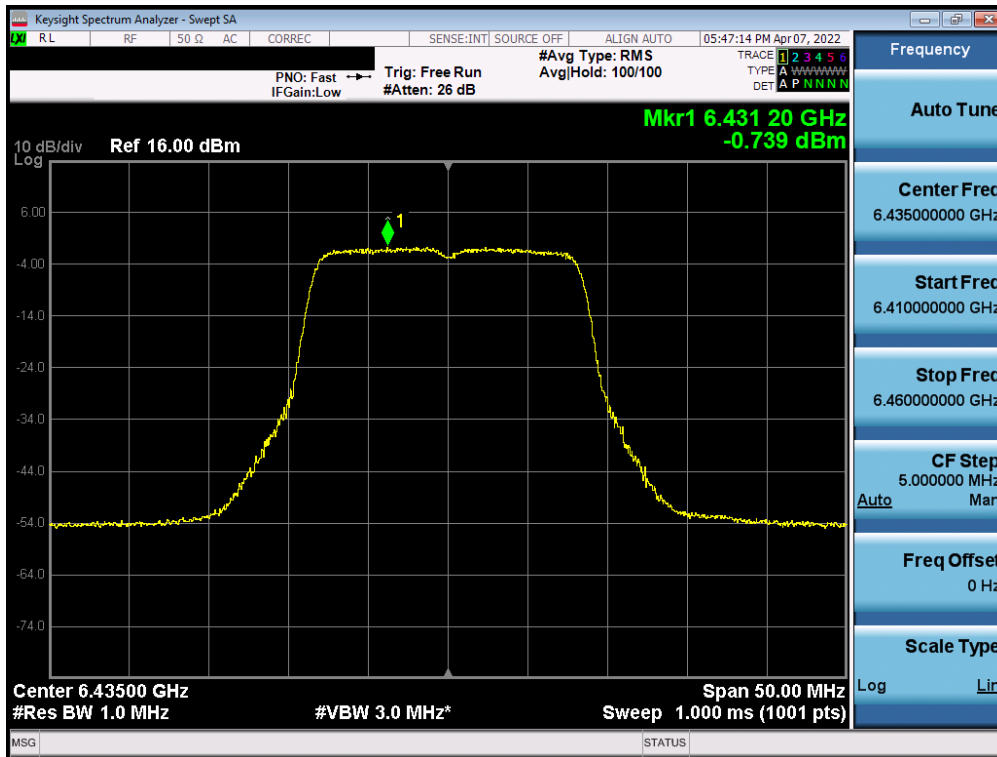 Keysight Spectrum Analyzer - Swept SA
LXI RL RF 50 Ω AC CORREC SENSE:INT SOURCE OFF ALIGN AUTO 05:47:14 PM Apr 07, 2022
PNO: Fast
IFGain:Low
Trig: Free Run
#Atten: 26 dB
#Avg Type: RMS
Avg|Hold: 100/100
TRACE 1 2 3 4 5 6
TYPE A WWWWW
DET A P N N N N
Mkr1 6.431 20 GHz
-0.739 dBm
10 dB/div Ref 16.00 dBm
Log
6.00
-4.00
-14.0
-24.0
-34.0
-44.0
-54.0
-64.0
-74.0
1
Center 6.43500 GHz Span 50.00 MHz
#Res BW 1.0 MHz #VBW 3.0 MHz* Sweep 1.000 ms (1001 pts)
MSG STATUS
Frequency
Auto Tune
Center Freq
6.435000000 GHz
Start Freq
6.410000000 GHz
Stop Freq
6.460000000 GHz
CF Step
5.000000 MHz
Auto Man
Freq Offset
0 Hz
Scale Type
Log Lin